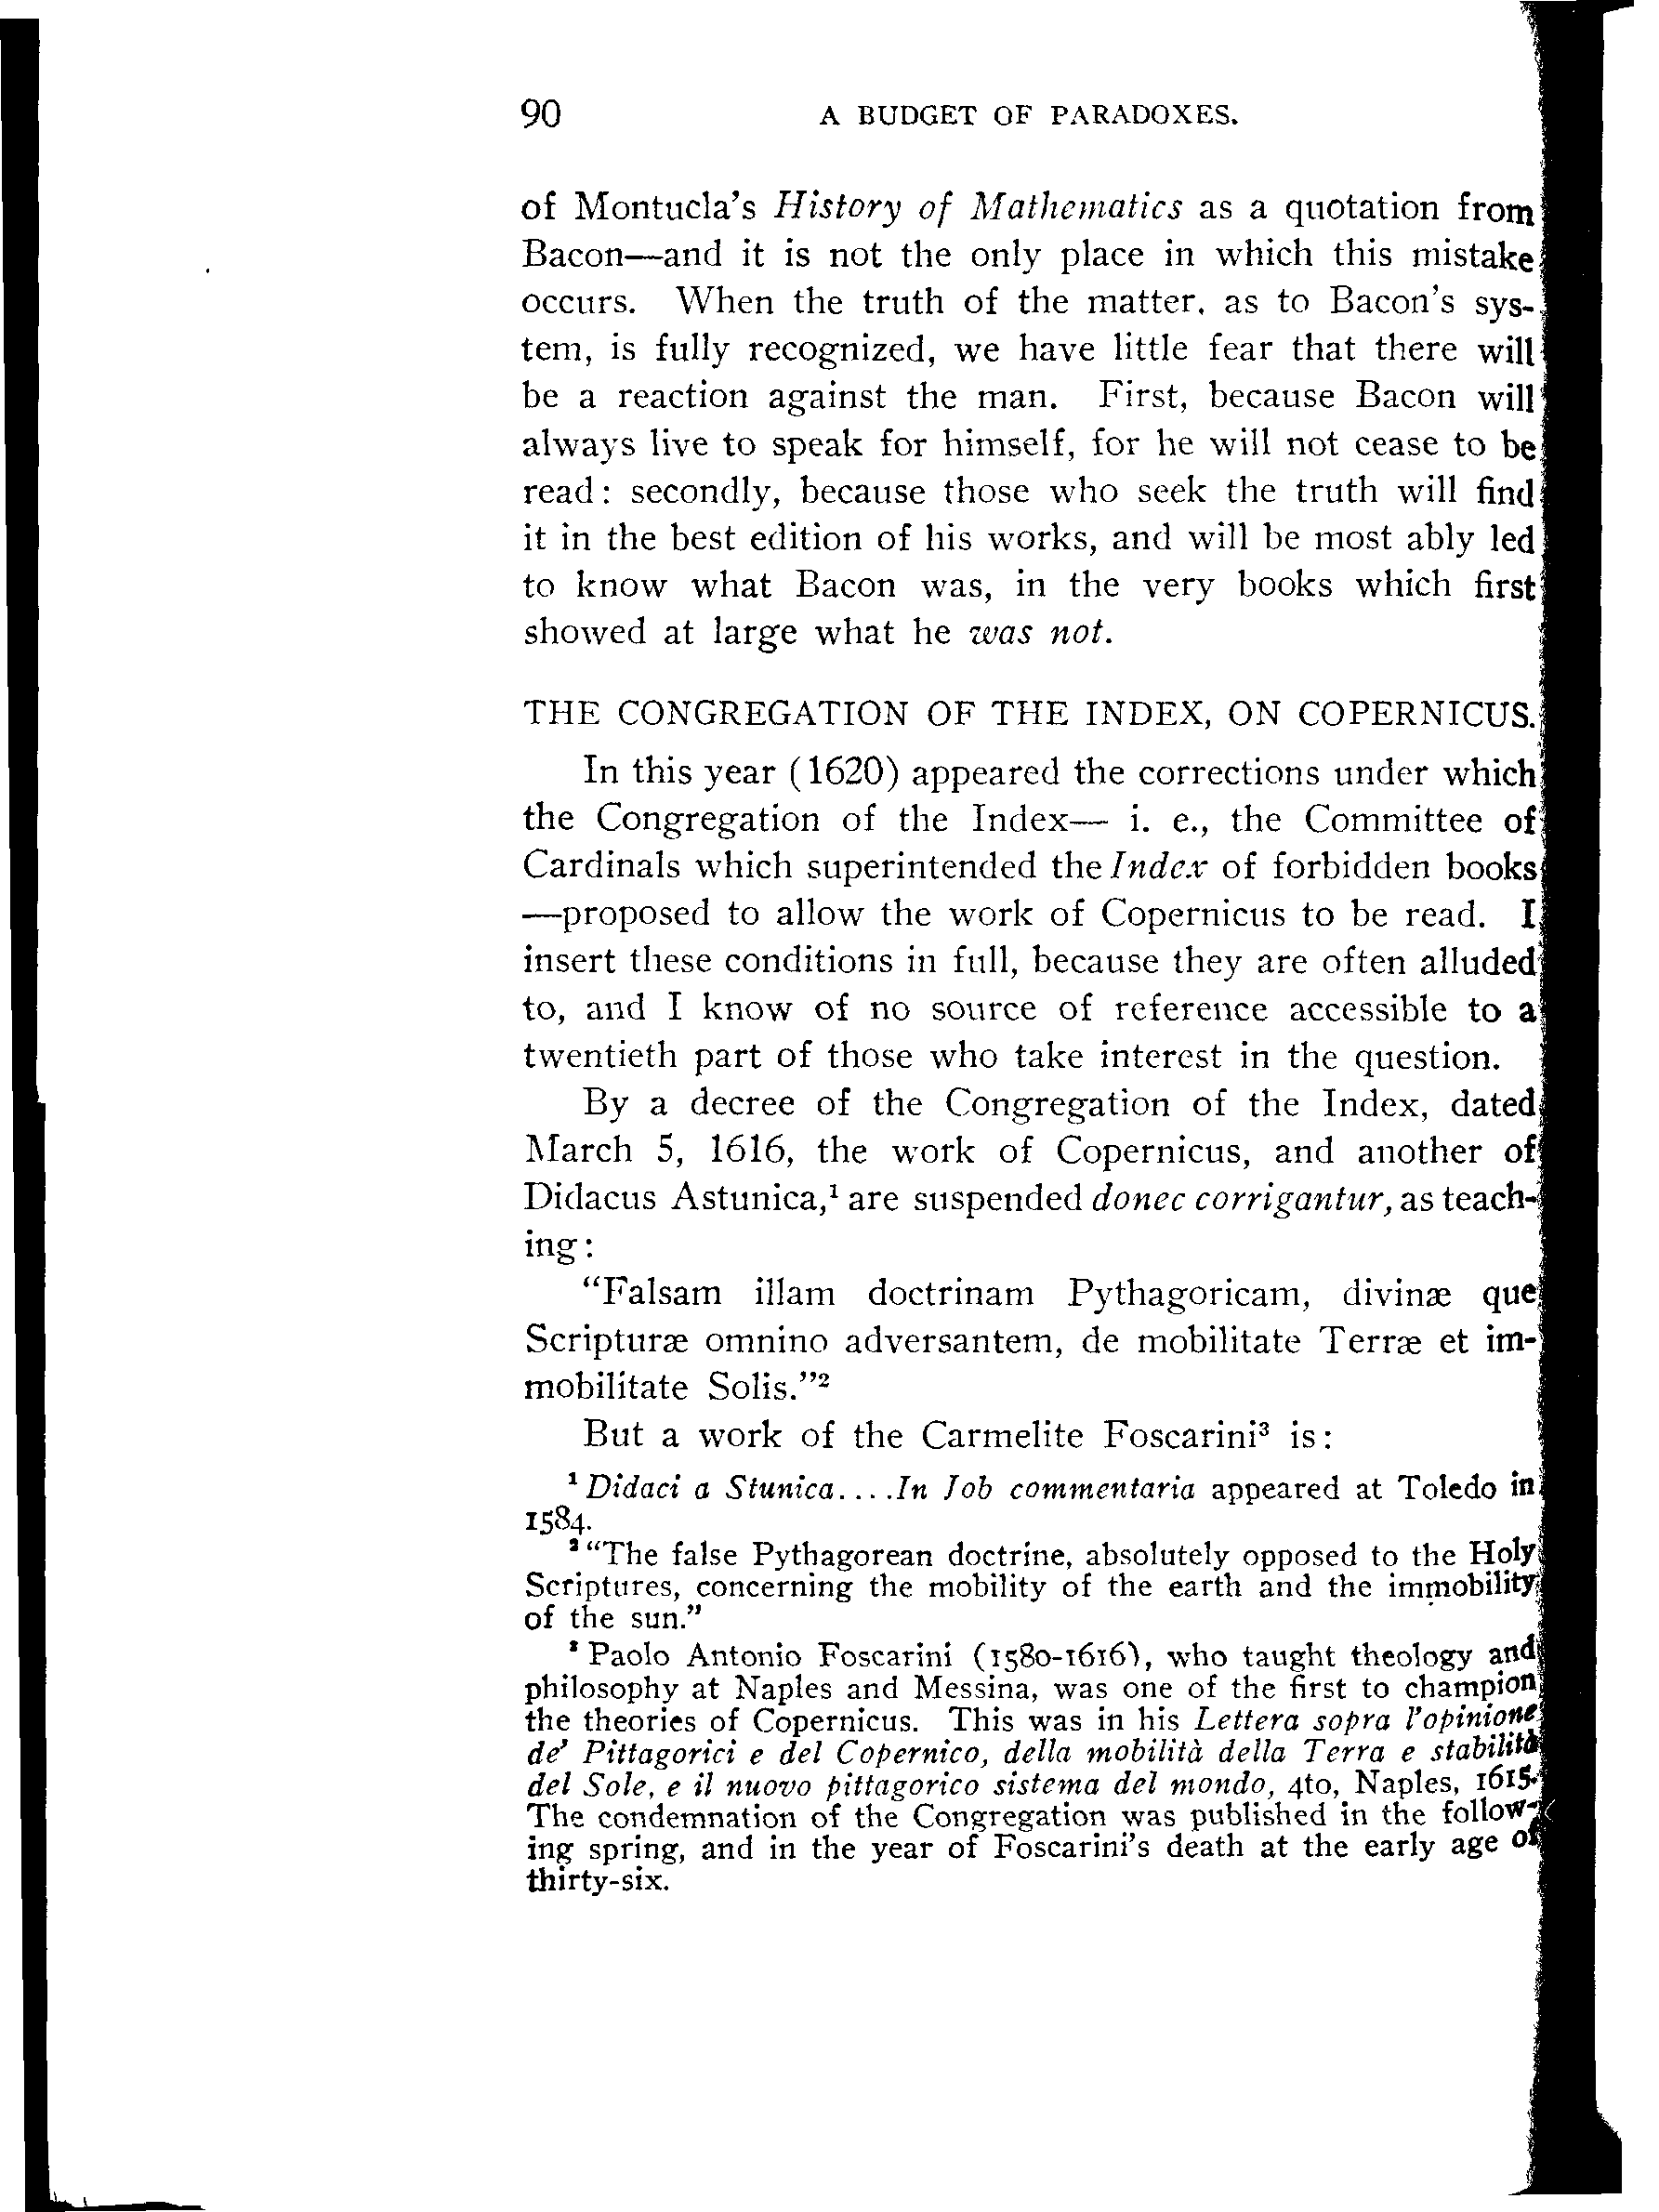 90 A BUDGET OF PARADOXES.
of Montucla's History of Mathematics as a quotation from
Bacon—and it is not the only place in which this mistake
occurs. When the truth of the matter, as to Bacon's sys-
tem, is fully recognized, we have little fear that there will
be a reaction against the man. First, because Bacon will
always live to speak for himself, for he will not cease to be
read: secondly, because those who seek the truth will find
it in the best edition of his works, and will be most ably led
to know what Bacon was, in the very books which first
showed at large what he was not.
THE CONGREGATION OF THE INDEX, ON COPERNICUS.
In this year (1620) appeared the corrections under which
the Congregation of the Index— i. e., the Committee of
Cardinals which superintended the Index of forbidden books
—proposed to allow the work of Copernicus to be read. I
insert these conditions in full, because they are often alluded
to, and I know of no source of reference accessible to a
twentieth part of those who take interest in the question.
By a decree of the Congregation of the Index, dated
March 5, 1616, the work of Copernicus, and another of
Didacus Astunica,¹ are suspended donec corrigantur, as teach-
ing:
“Falsam illam doctrinam Pythagoricam, divinæ que
Scripturæ omnino adversantem, de mobilitate Terræ et im-
mobilitate Solis.”²
But a work of the Carmelite Foscarini³ is:
¹ Didaci a Stunica....In Job commentaria appeared at Toledo in
1584.
² “The false Pythagorean doctrine, absolutely opposed to the Holy
Scriptures, concerning the mobility of the earth and the immobility
of the sun.”
³ Paolo Antonio Foscarini (1580-1616), who taught theology and
philosophy at Naples and Messina, was one of the first to champion
the theories of Copernicus. This was in his Lettera sopra l'opinione
de' Pittagorici e del Copernico, della mobilità della Terra e stabilità
del Sole, e il nuovo pittagorico sistema del mondo, 4to, Naples, 1615.
The condemnation of the Congregation was published in the follow-
ing spring, and in the year of Foscarini's death at the early age of
thirty-six.